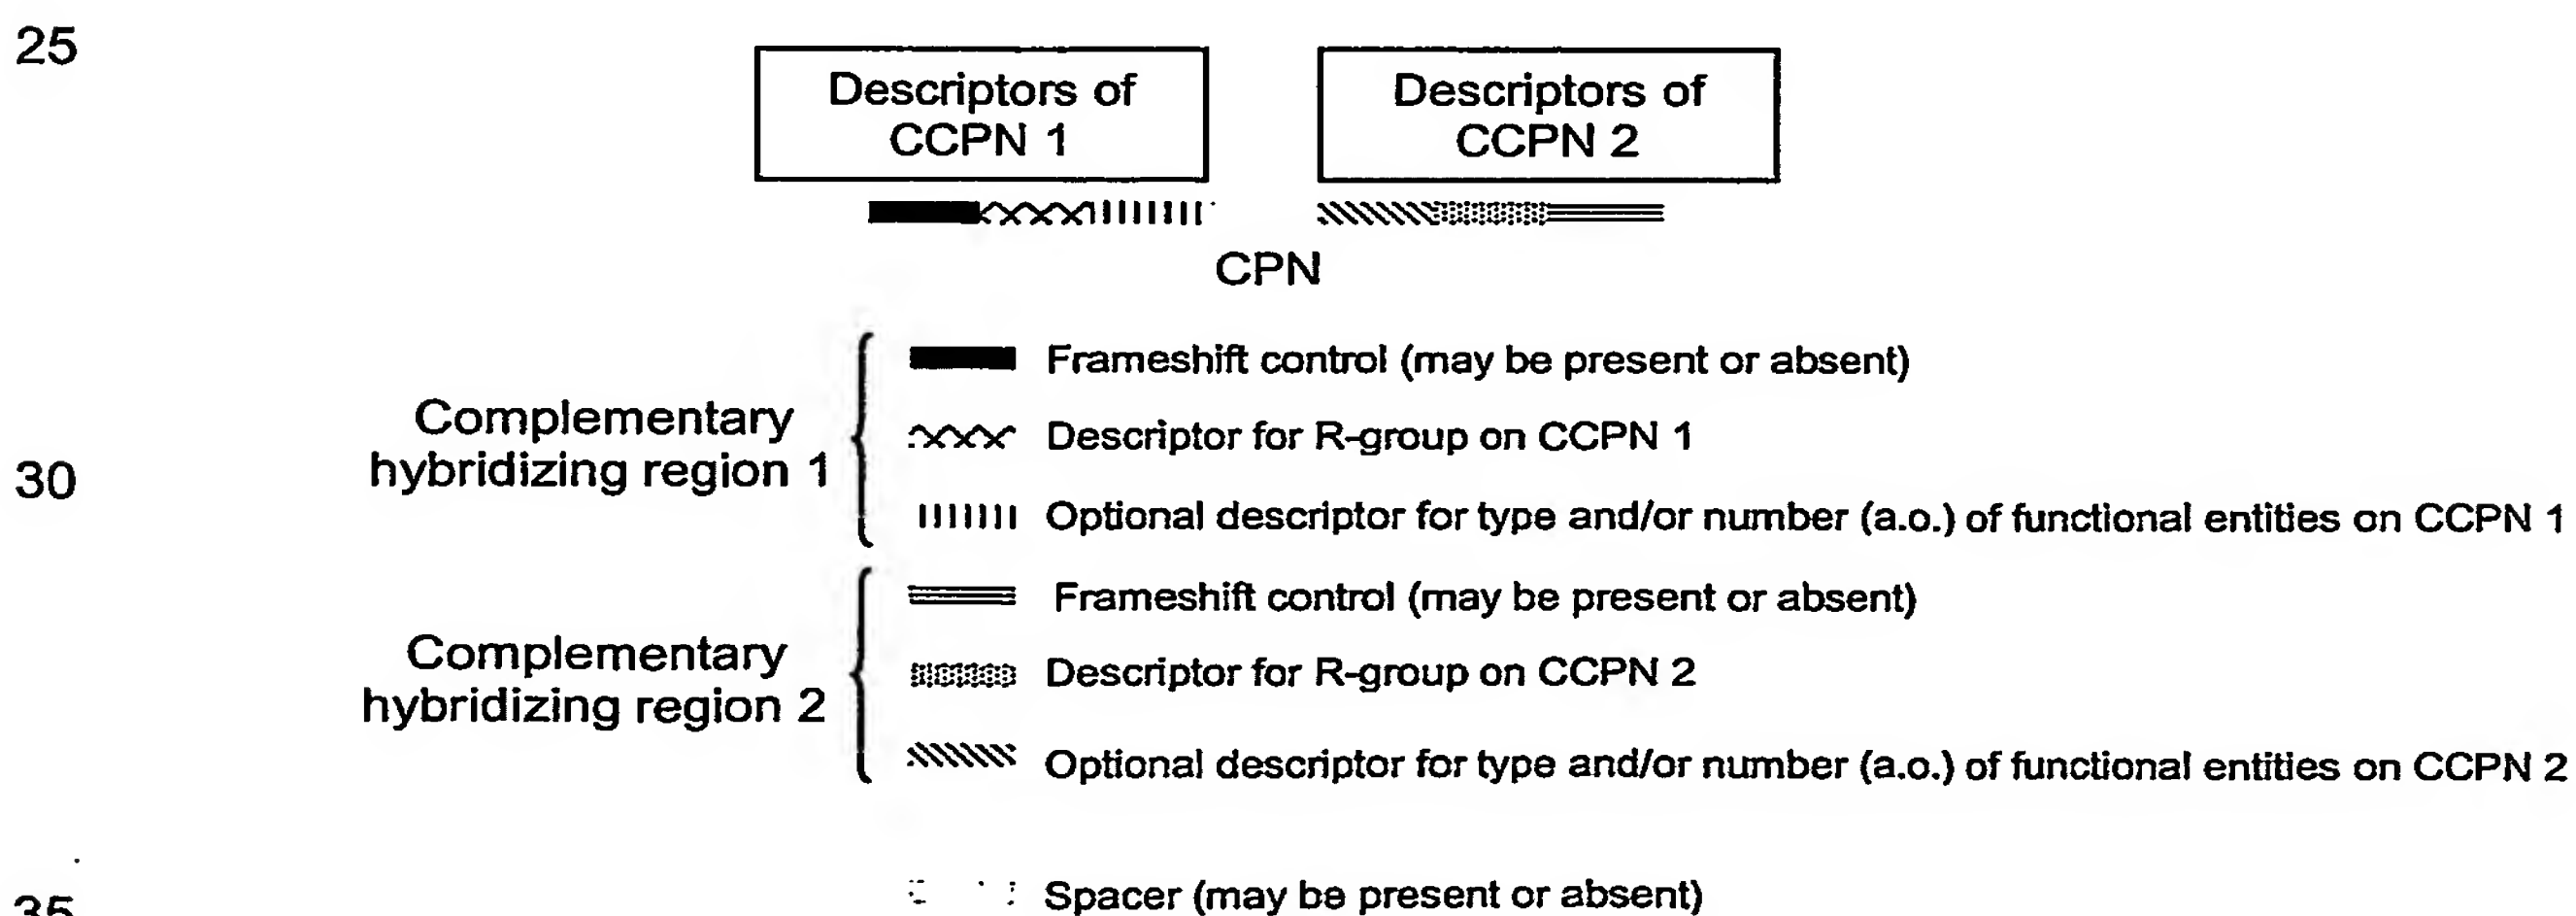 25
Descriptors of
CCPN 1
Descriptors of
CCPN 2
CPN
Complementary
hybridizing region 1
Frameshift control (may be present or absent)
Descriptor for R-group on CCPN 1
30
Optional descriptor for type and/or number (a.o.) of functional entities on CCPN 1
Complementary
hybridizing region 2
Frameshift control (may be present or absent)
Descriptor for R-group on CCPN 2
Optional descriptor for type and/or number (a.o.) of functional entities on CCPN 2
Spacer (may be present or absent)
35